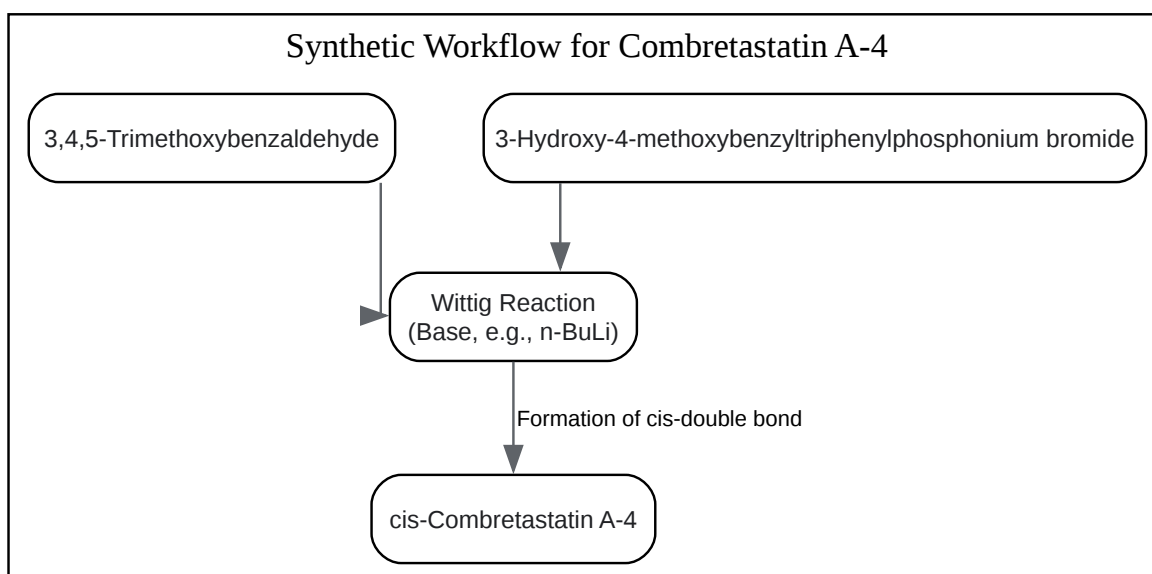 Synthetic Workflow for Combretastatin A-4
3,4,5-Trimethoxybenzaldehyde
3-Hydroxy-4-methoxybenzyltriphenylphosphonium bromide
Wittig Reaction
(Base, e.g., n-BuLi)
Formation of cis-double bond
cis-Combretastatin A-4